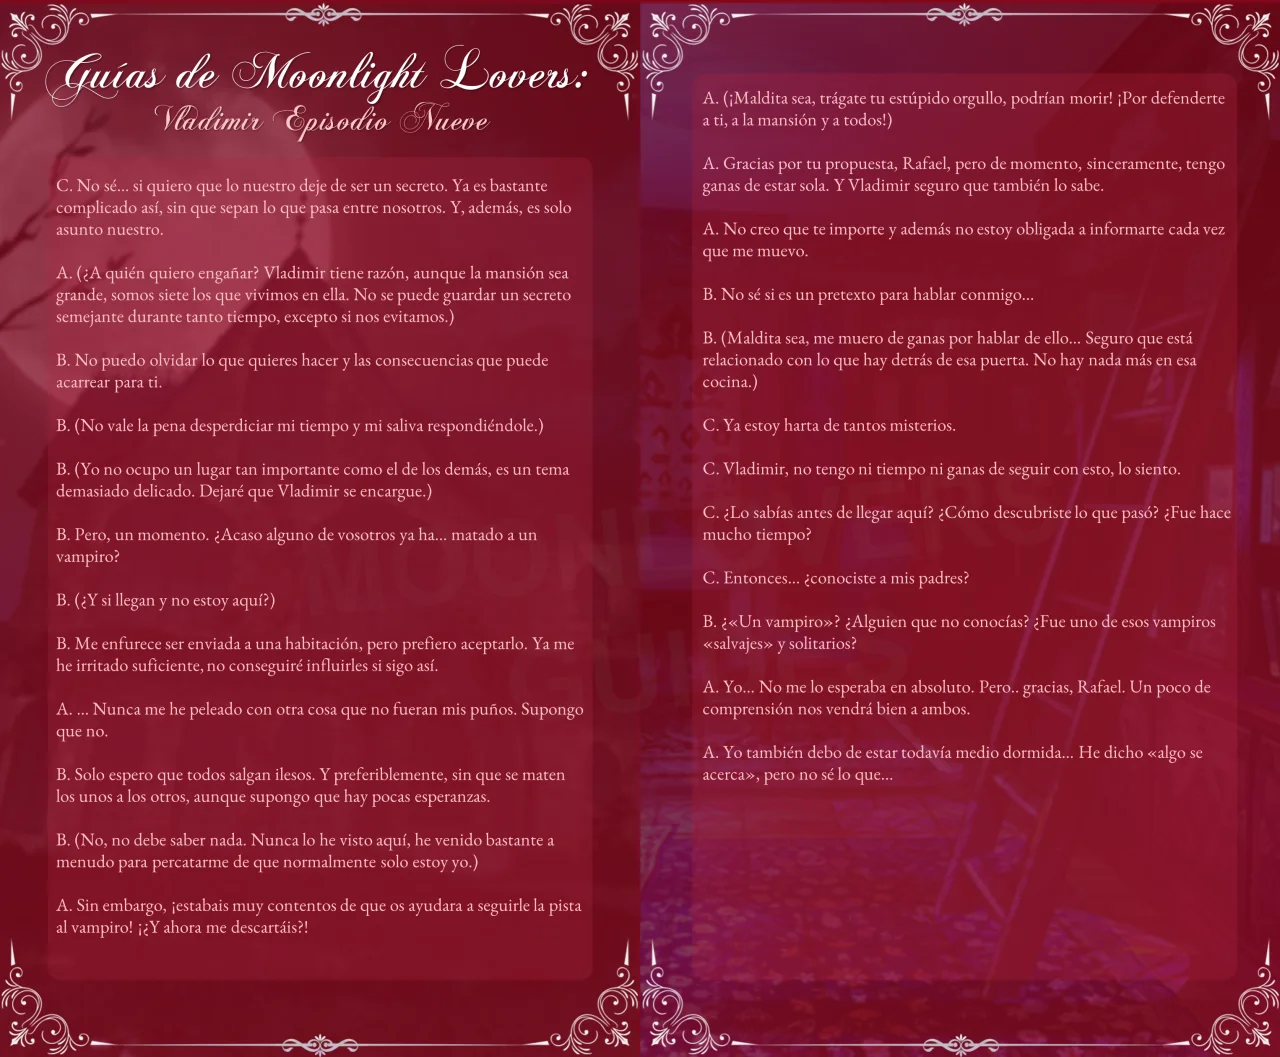 Guías de Moonlight Lovers:
Vladimir Episodio Nueve
C. No sé... si quiero que lo nuestro deje de ser un secreto. Ya es bastante
complicado así, sin que sepan lo que pasa entre nosotros. Y, además, es solo
asunto nuestro.
A. (¿A quién quiero engañar? Vladimir tiene razón, aunque la mansión sea
grande, somos siete los que vivimos en ella. No se puede guardar un secreto
semejante durante tanto tiempo, excepto si nos evitamos.)
B. No puedo olvidar lo que quieres hacer y las consecuencias que puede
acarrear para ti.
B. (No vale la pena desperdiciar mi tiempo y mi saliva respondiéndole.)
B. (Yo no ocupo un lugar tan importante como el de los demás, es un tema
demasiado delicado. Dejaré que Vladimir se encargue.)
B. Pero, un momento. ¿Acaso alguno de vosotros ya ha... matado a un
vampiro?
B. (¿Y si llegan y no estoy aquí?)
B. Me enfurece ser enviada a una habitación, pero prefiero aceptarlo. Ya me
he irritado suficiente, no conseguiré influirles si sigo así.
A. ... Nunca me he peleado con otra cosa que no fueran mis puños. Supongo
que no.
B. Solo espero que todos salgan ilesos. Y preferiblemente, sin que se maten
los unos a los otros, aunque supongo que hay pocas esperanzas.
B. (No, no debe saber nada. Nunca lo he visto aquí, he venido bastante a
menudo para percatarme de que normalmente solo estoy yo.)
A. Sin embargo, ¡estabais muy contentos de que os ayudara a seguirle la pista
al vampiro! ¡¿Y ahora me descartáis?!
A. (¡Maldita sea, trágate tu estúpido orgullo, podrían morir! ¡Por defenderte
a ti, a la mansión y a todos!)
A. Gracias por tu propuesta, Rafael, pero de momento, sinceramente, tengo
ganas de estar sola. Y Vladimir seguro que también lo sabe.
A. No creo que te importe y además no estoy obligada a informarte cada vez
que me muevo.
B. No sé si es un pretexto para hablar conmigo...
B. (Maldita sea, me muero de ganas por hablar de ello... Seguro que está
relacionado con lo que hay detrás de esa puerta. No hay nada más en esa
cocina.)
C. Ya estoy harta de tantos misterios.
C. Vladimir, no tengo ni tiempo ni ganas de seguir con esto, lo siento.
C. ¿Lo sabías antes de llegar aquí? ¿Cómo descubriste lo que pasó? ¿Fue hace
mucho tiempo?
C. Entonces... ¿conociste a mis padres?
B. ¿«Un vampiro»? ¿Alguien que no conocías? ¿Fue uno de esos vampiros
«salvajes» y solitarios?
A. Yo... No me lo esperaba en absoluto. Pero.. gracias, Rafael. Un poco de
comprensión nos vendrá bien a ambos.
A. Yo también debo de estar todavía medio dormida... He dicho «algo se
acerca», pero no sé lo que...